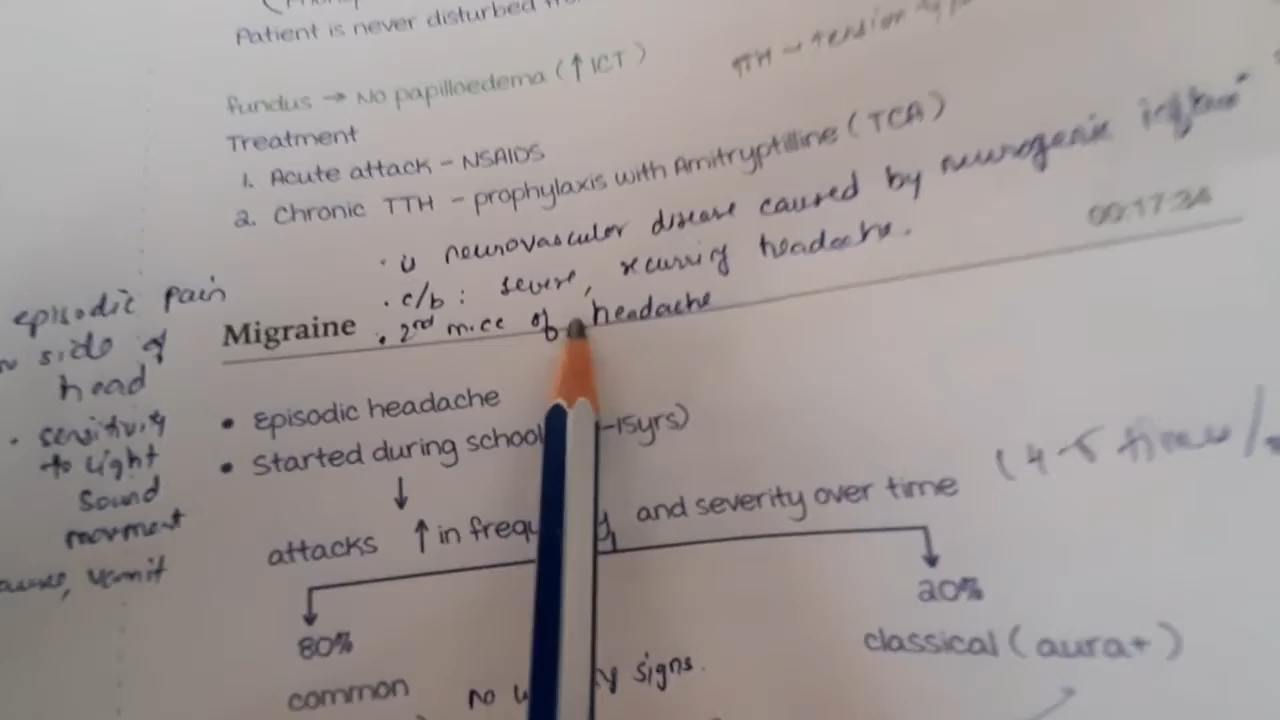 Patient is never disturbed
fundus → No papilloedema (↑ICT)
TTH → tension
Treatment
1. Acute attack - NSAIDS
2. Chronic TTH - prophylaxis with Amitryptilline (TCA)
. is neurovascular disease caused by neurogenic
. c/b : severe, recurring headache.
00:17:34
Migraine . 2nd mcc of headache
episodic pain
side of
head
. sensitivity
to light
sound
movment
vomit
• Episodic headache
• Started during school -15yrs)
↓
attacks ↑ in and severity over time (4-5 times/
80%
common
no signs.
20%
classical (aura+)